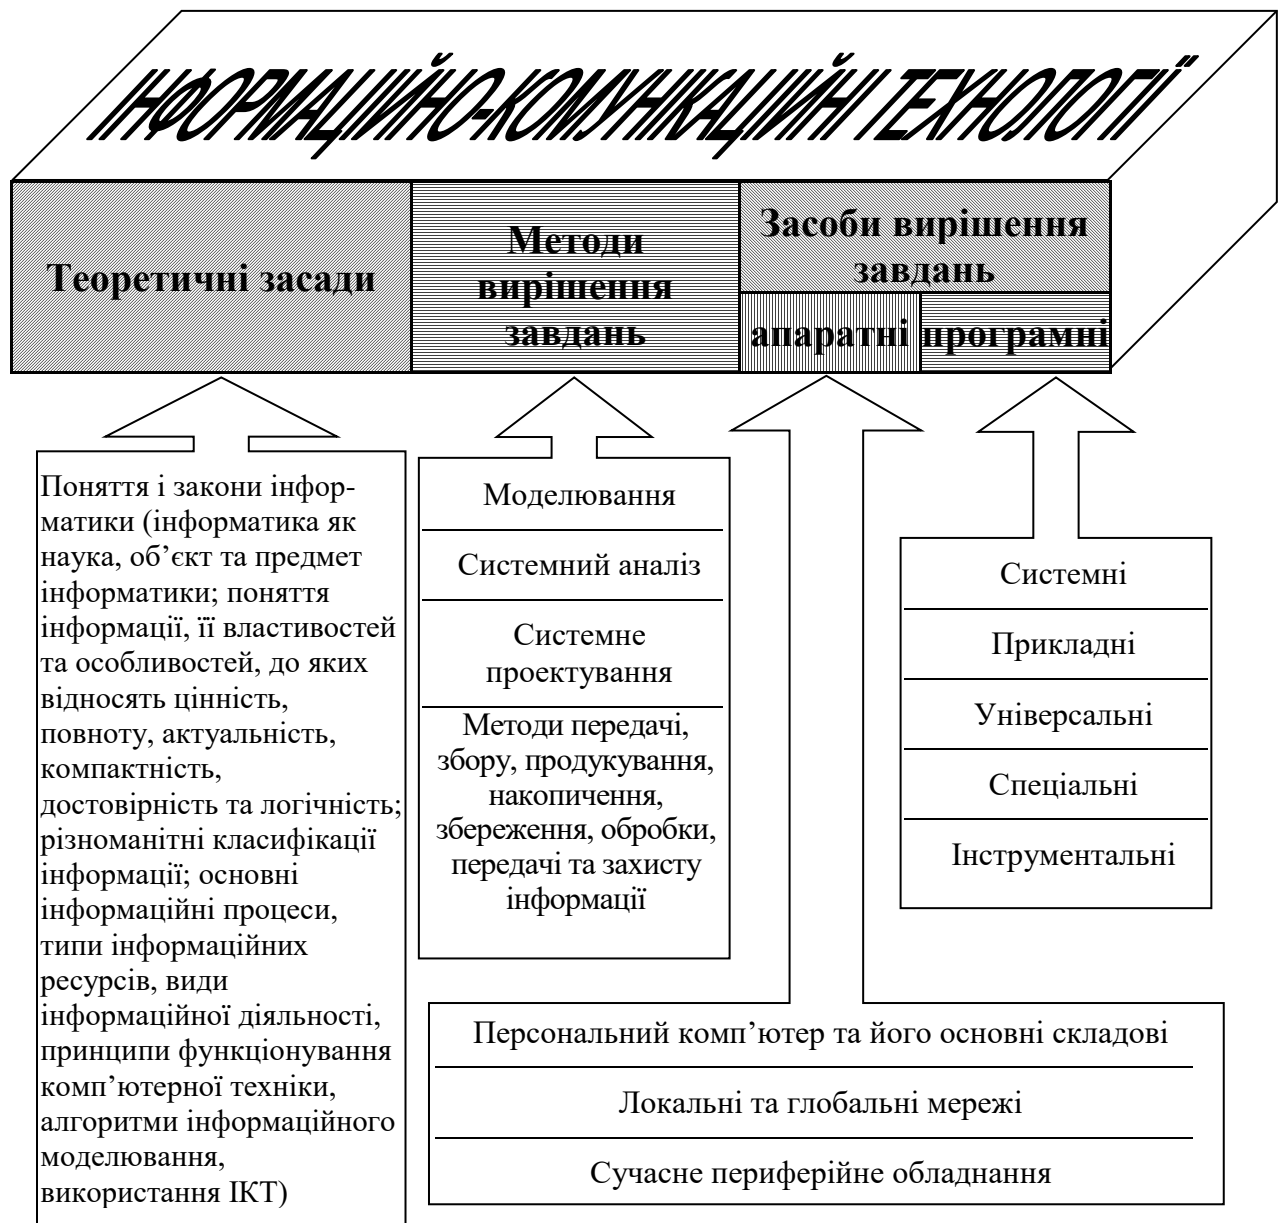 ІНФОРМАЦІЙНО-КОМУНІКАЦІЙНІ ТЕХНОЛОГІЇ
Теоретичні засади
Методи
вирішення
завдань
Засоби вирішення
завдань
апаратні
програмні
Поняття і закони інфор-
матики (інформатика як
наука, об’єкт та предмет
інформатики; поняття
інформації, її властивостей
та особливостей, до яких
відносять цінність,
повноту, актуальність,
компактність,
достовірність та логічність;
різноманітні класифікації
інформації; основні
інформаційні процеси,
типи інформаційних
ресурсів, види
інформаційної діяльності,
принципи функціонування
комп’ютерної техніки,
алгоритми інформаційного
моделювання,
використання ІКТ)
Моделювання
Системний аналіз
Системне
проектування
Методи передачі,
збору, продукування,
накопичення,
збереження, обробки,
передачі та захисту
інформації
Системні
Прикладні
Універсальні
Спеціальні
Інструментальні
Персональний комп’ютер та його основні складові
Локальні та глобальні мережі
Сучасне периферійне обладнання